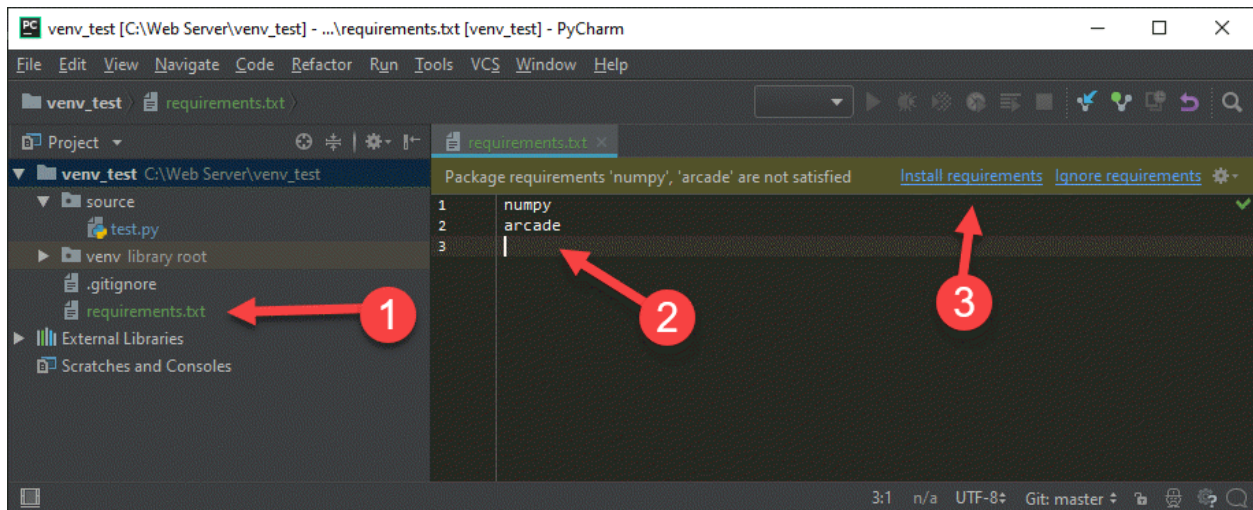 PC venv_test [C:\Web Server\venv_test] - ...\requirements.txt [venv_test] - PyCharm
File Edit View Navigate Code Refactor Run Tools VCS Window Help
venv_test requirements.txt
Project
requirements.txt
venv_test C:\Web Server\venv_test
Package requirements 'numpy', 'arcade' are not satisfied Install requirements Ignore requirements
source
1 numpy
test.py
2 arcade
venv library root
3
.gitignore
requirements.txt
1
2
3
External Libraries
Scratches and Consoles
3:1 n/a UTF-8 Git: master